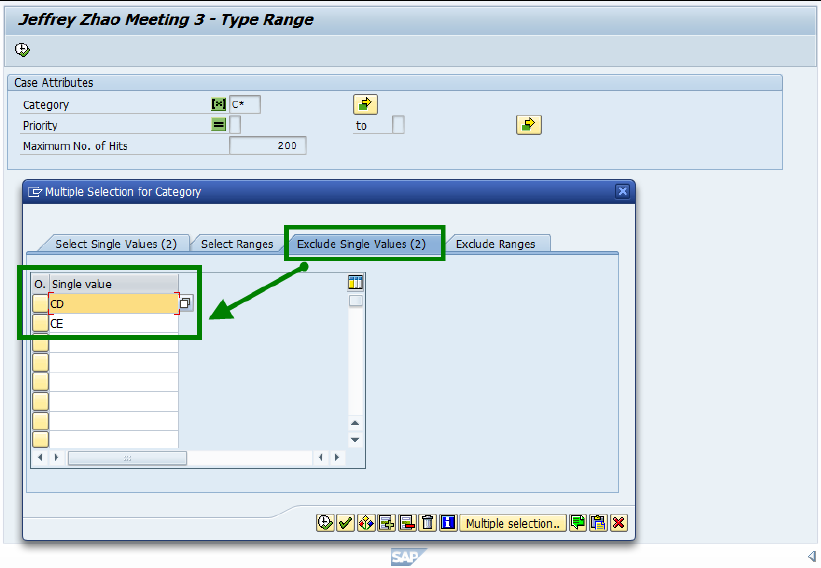 Jeffrey Zhao Meeting 3 - Type Range
Case Attributes
Category C*
Priority to
Maximum No. of Hits 200
Multiple Selection for Category
Select Single Values (2) Select Ranges Exclude Single Values (2) Exclude Ranges
O. Single value
CD
CE
Multiple selection..
SAP